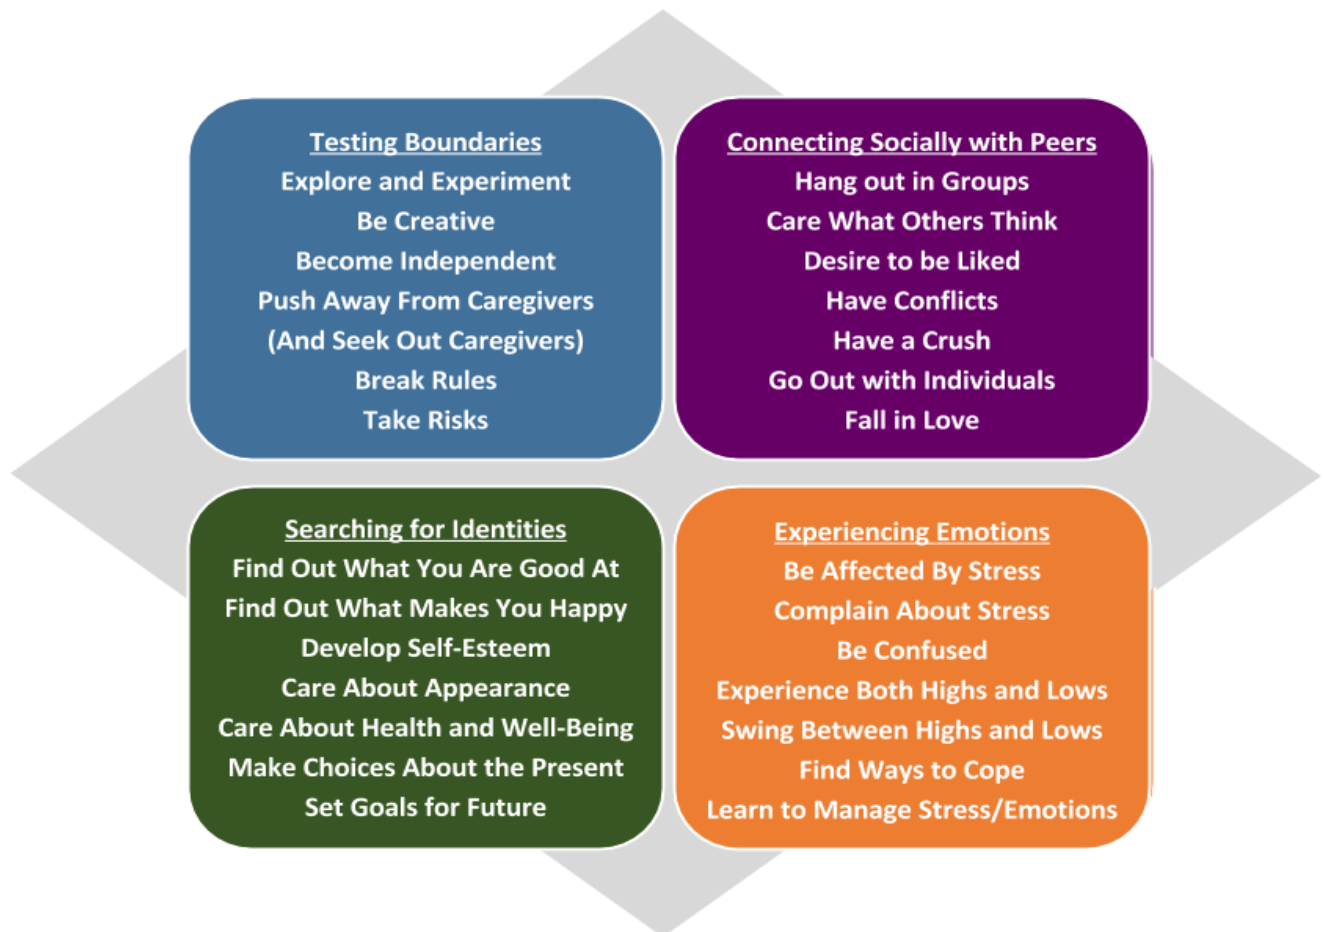 Testing Boundaries
Explore and Experiment
Be Creative
Become Independent
Push Away From Caregivers
(And Seek Out Caregivers)
Break Rules
Take Risks
Connecting Socially with Peers
Hang out in Groups
Care What Others Think
Desire to be Liked
Have Conflicts
Have a Crush
Go Out with Individuals
Fall in Love
Searching for Identities
Find Out What You Are Good At
Find Out What Makes You Happy
Develop Self-Esteem
Care About Appearance
Care About Health and Well-Being
Make Choices About the Present
Set Goals for Future
Experiencing Emotions
Be Affected By Stress
Complain About Stress
Be Confused
Experience Both Highs and Lows
Swing Between Highs and Lows
Find Ways to Cope
Learn to Manage Stress/Emotions